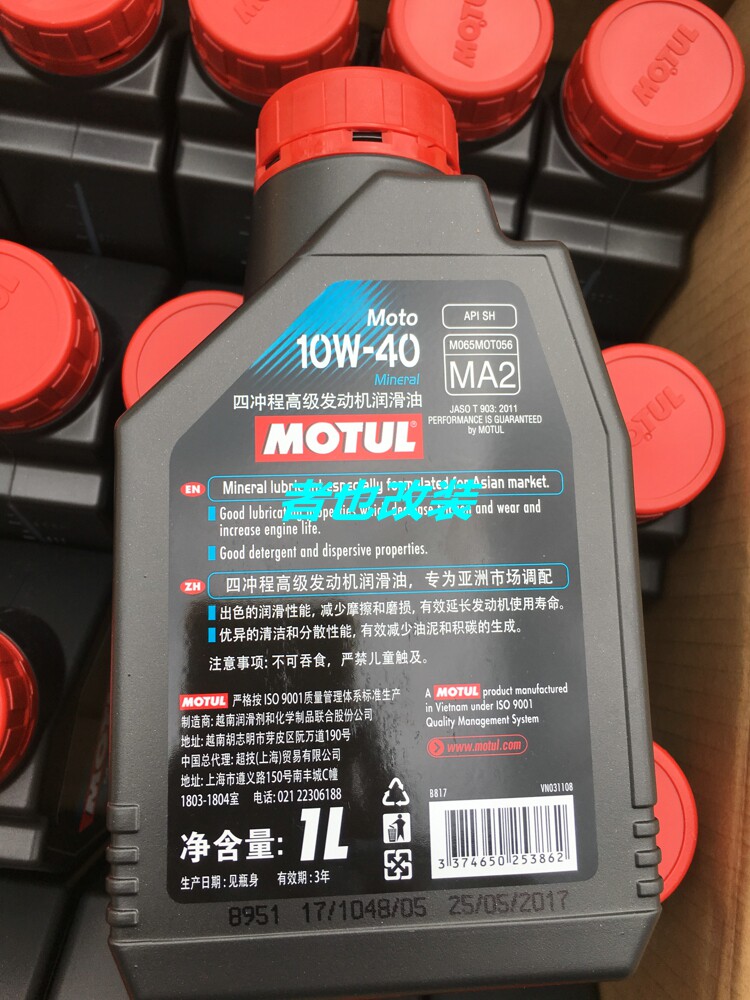 MOTUL
MOTUL
MOTUL
Moto
API SH
10W-40
Mineral
M065MOT056
MA2
四冲程高级发动机润滑油
JASO T 903: 2011
PERFORMANCE IS GUARANTEED
by MOTUL
MOTUL®
EN
Mineral lubricant especially formulated for Asian market.
者也改装
Good lubricating properties which decrease friction and wear and
increase engine life.
Good detergent and dispersive properties.
ZH
四冲程高级发动机润滑油，专为亚洲市场调配
出色的润滑性能, 减少摩擦和磨损, 有效延长发动机使用寿命。
优异的清洁和分散性能, 有效减少油泥和积碳的生成。
注意事项: 不可吞食，严禁儿童触及。
MOTUL 严格按 ISO 9001质量管理体系标准生产
制造商: 越南润滑剂和化学制品联合股份公司
地址: 越南胡志明市芽皮区阮万道190号
中国总代理: 超技(上海)贸易有限公司
地址: 上海市遵义路150号南丰城C幢
1803-1804室 电话: 021 22306188
A MOTUL product manufactured
in Vietnam under ISO 9001
Quality Management System
www.motul.com
B817
VN031108
净含量: 1L
3 374650 253862
生产日期: 见瓶身 有效期: 3年
8951 17/1048/05 25/05/2017